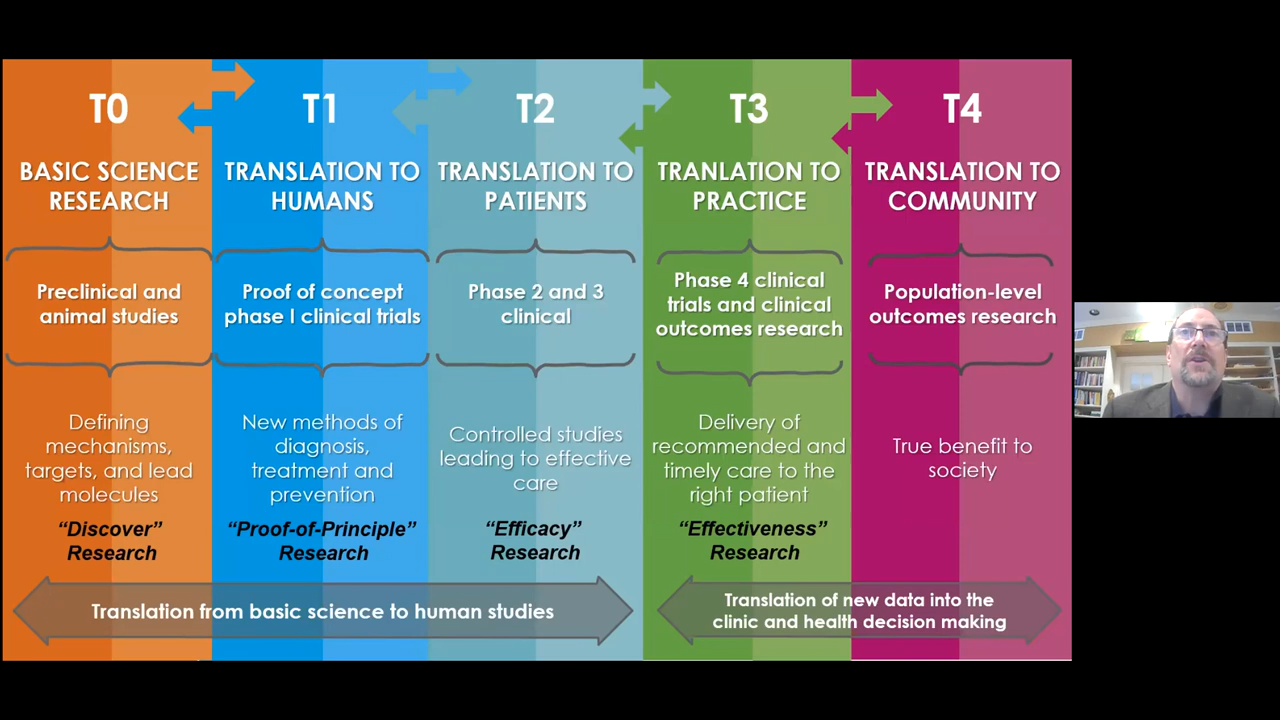 T0
BASIC SCIENCE
RESEARCH
Preclinical and
animal studies
Defining
mechanisms,
targets, and lead
molecules
“Discover”
Research
T1
TRANSLATION TO
HUMANS
Proof of concept
phase I clinical trials
New methods of
diagnosis,
treatment and
prevention
“Proof-of-Principle”
Research
T2
TRANSLATION TO
PATIENTS
Phase 2 and 3
clinical
Controlled studies
leading to effective
care
“Efficacy”
Research
T3
TRANLATION TO
PRACTICE
Phase 4 clinical
trials and clinical
outcomes research
Delivery of
recommended and
timely care to the
right patient
“Effectiveness”
Research
T4
TRANSLATION TO
COMMUNITY
Population-level
outcomes research
True benefit to
society
Translation from basic science to human studies
Translation of new data into the
clinic and health decision making